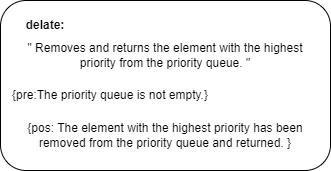 delate:
" Removes and returns the element with the highest
priority from the priority queue. "
{pre:The priority queue is not empty.}
{pos: The element with the highest priority has been
removed from the priority queue and returned. }